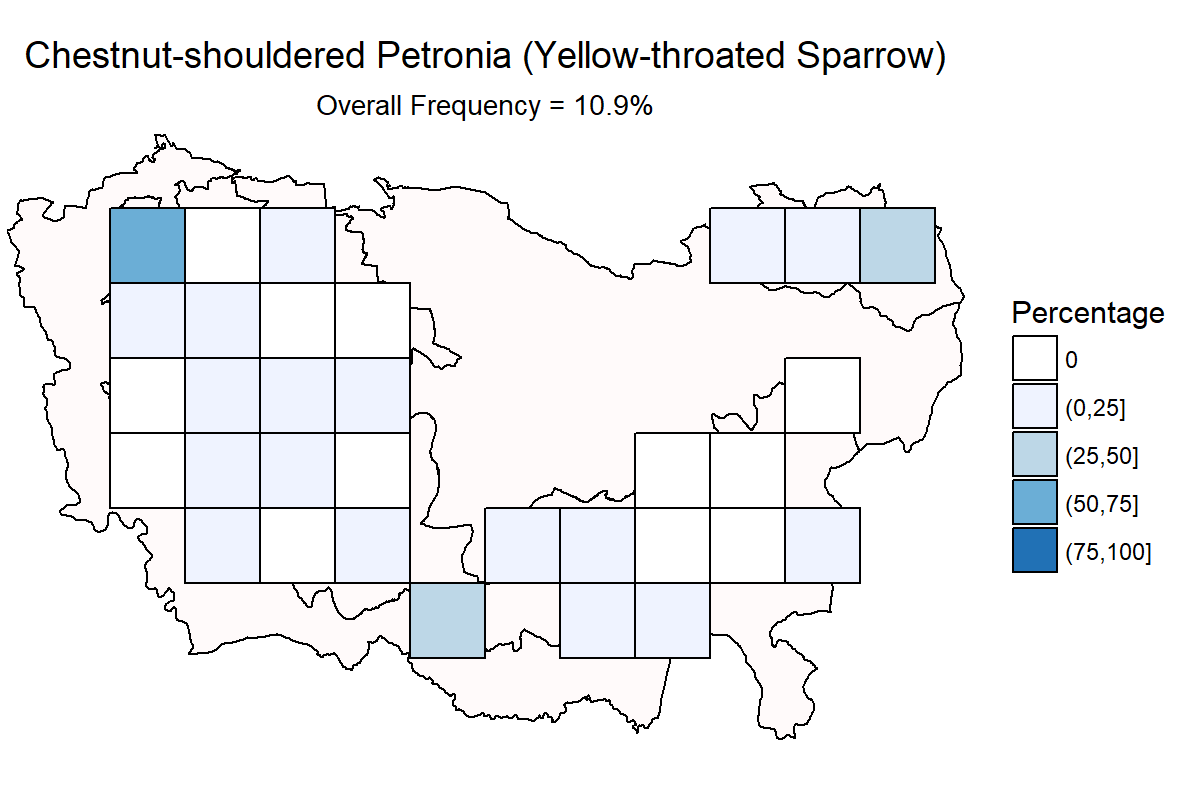 Chestnut-shouldered Petronia (Yellow-throated Sparrow)
Overall Frequency = 10.9%
Percentage
0
(0,25]
(25,50]
(50,75]
(75,100]